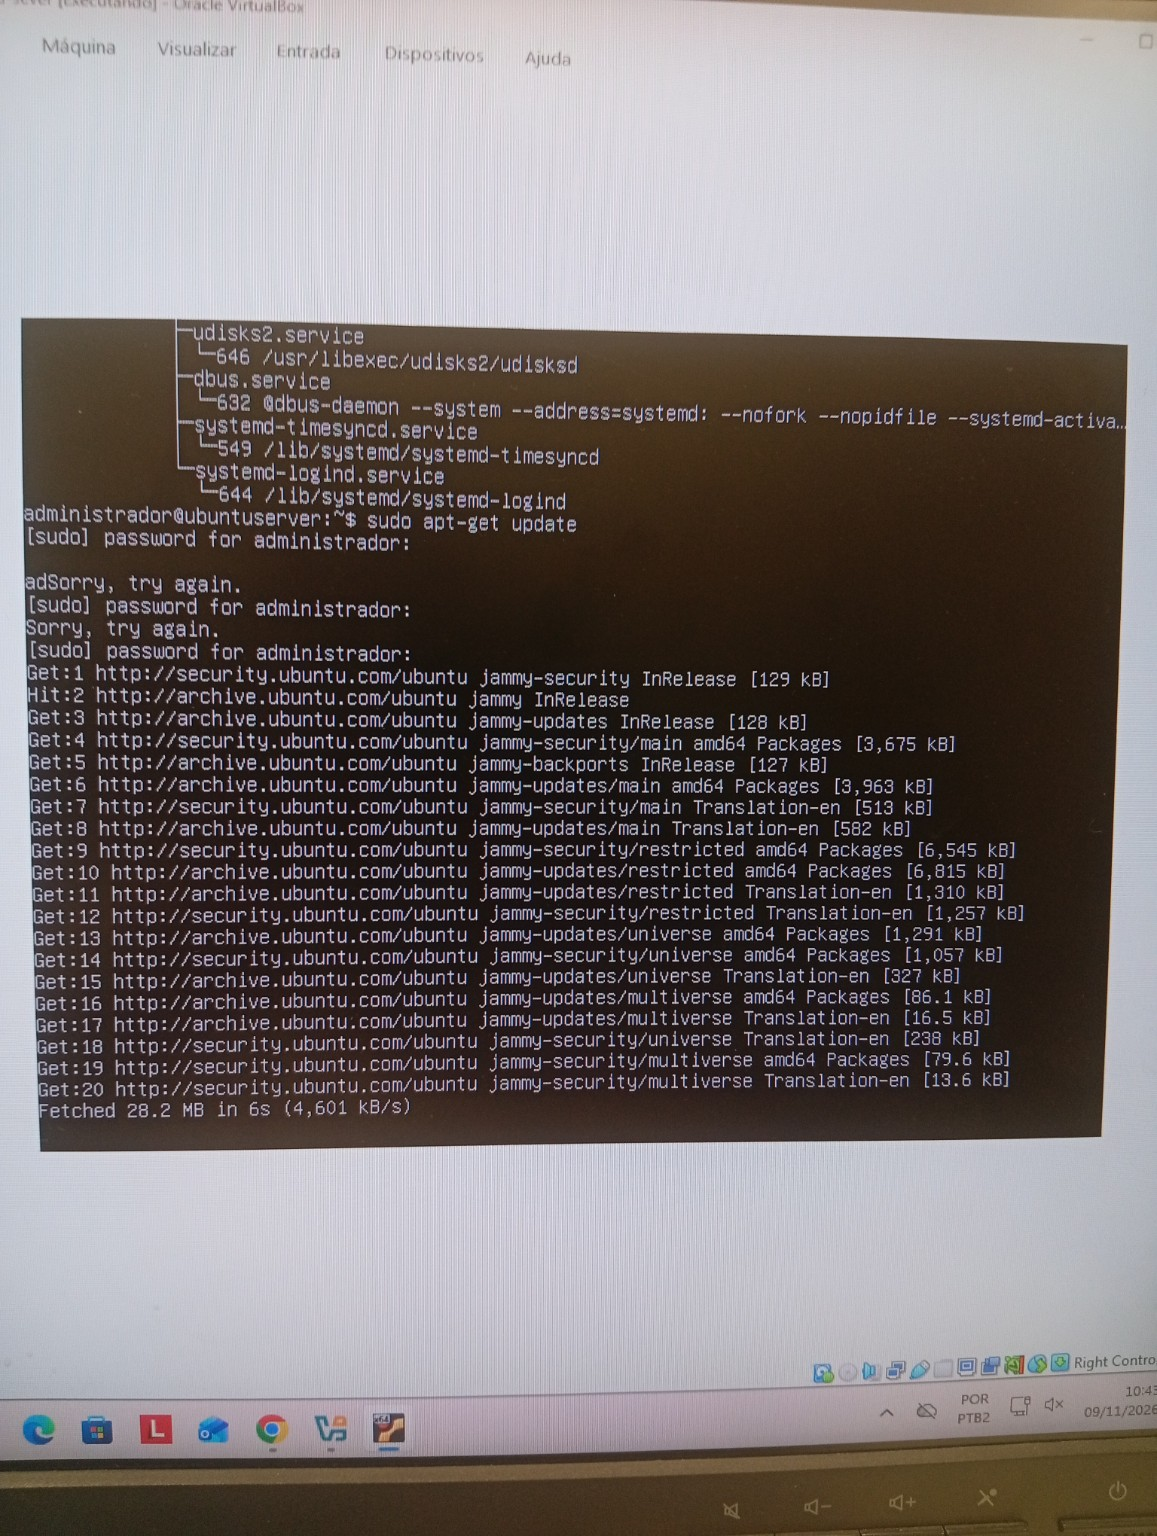 [Executando] - Oracle VirtualBox
Máquina Visualizar Entrada Dispositivos Ajuda
├─udisks2.service
└─646 /usr/libexec/udisks2/udisksd
├─dbus.service
└─632 @dbus-daemon --system --address=systemd: --nofork --nopidfile --systemd-activa…
├─systemd-timesyncd.service
└─549 /lib/systemd/systemd-timesyncd
└─systemd-logind.service
└─644 /lib/systemd/systemd-logind
administrador@ubuntuserver:~$ sudo apt-get update
[sudo] password for administrador:
adSorry, try again.
[sudo] password for administrador:
Sorry, try again.
[sudo] password for administrador:
Get:1 http://security.ubuntu.com/ubuntu jammy-security InRelease [129 kB]
Hit:2 http://archive.ubuntu.com/ubuntu jammy InRelease
Get:3 http://archive.ubuntu.com/ubuntu jammy-updates InRelease [128 kB]
Get:4 http://security.ubuntu.com/ubuntu jammy-security/main amd64 Packages [3,675 kB]
Get:5 http://archive.ubuntu.com/ubuntu jammy-backports InRelease [127 kB]
Get:6 http://archive.ubuntu.com/ubuntu jammy-updates/main amd64 Packages [3,963 kB]
Get:7 http://security.ubuntu.com/ubuntu jammy-security/main Translation-en [513 kB]
Get:8 http://archive.ubuntu.com/ubuntu jammy-updates/main Translation-en [582 kB]
Get:9 http://security.ubuntu.com/ubuntu jammy-security/restricted amd64 Packages [6,545 kB]
Get:10 http://archive.ubuntu.com/ubuntu jammy-updates/restricted amd64 Packages [6,815 kB]
Get:11 http://archive.ubuntu.com/ubuntu jammy-updates/restricted Translation-en [1,310 kB]
Get:12 http://security.ubuntu.com/ubuntu jammy-security/restricted Translation-en [1,257 kB]
Get:13 http://archive.ubuntu.com/ubuntu jammy-updates/universe amd64 Packages [1,291 kB]
Get:14 http://security.ubuntu.com/ubuntu jammy-security/universe amd64 Packages [1,057 kB]
Get:15 http://archive.ubuntu.com/ubuntu jammy-updates/universe Translation-en [327 kB]
Get:16 http://archive.ubuntu.com/ubuntu jammy-updates/multiverse amd64 Packages [86.1 kB]
Get:17 http://archive.ubuntu.com/ubuntu jammy-updates/multiverse Translation-en [16.5 kB]
Get:18 http://security.ubuntu.com/ubuntu jammy-security/universe Translation-en [238 kB]
Get:19 http://security.ubuntu.com/ubuntu jammy-security/multiverse amd64 Packages [79.6 kB]
Get:20 http://security.ubuntu.com/ubuntu jammy-security/multiverse Translation-en [13.6 kB]
Fetched 28.2 MB in 6s (4,601 kB/s)
Right Contro
L
x64
POR
PTB2
10:43
09/11/2026